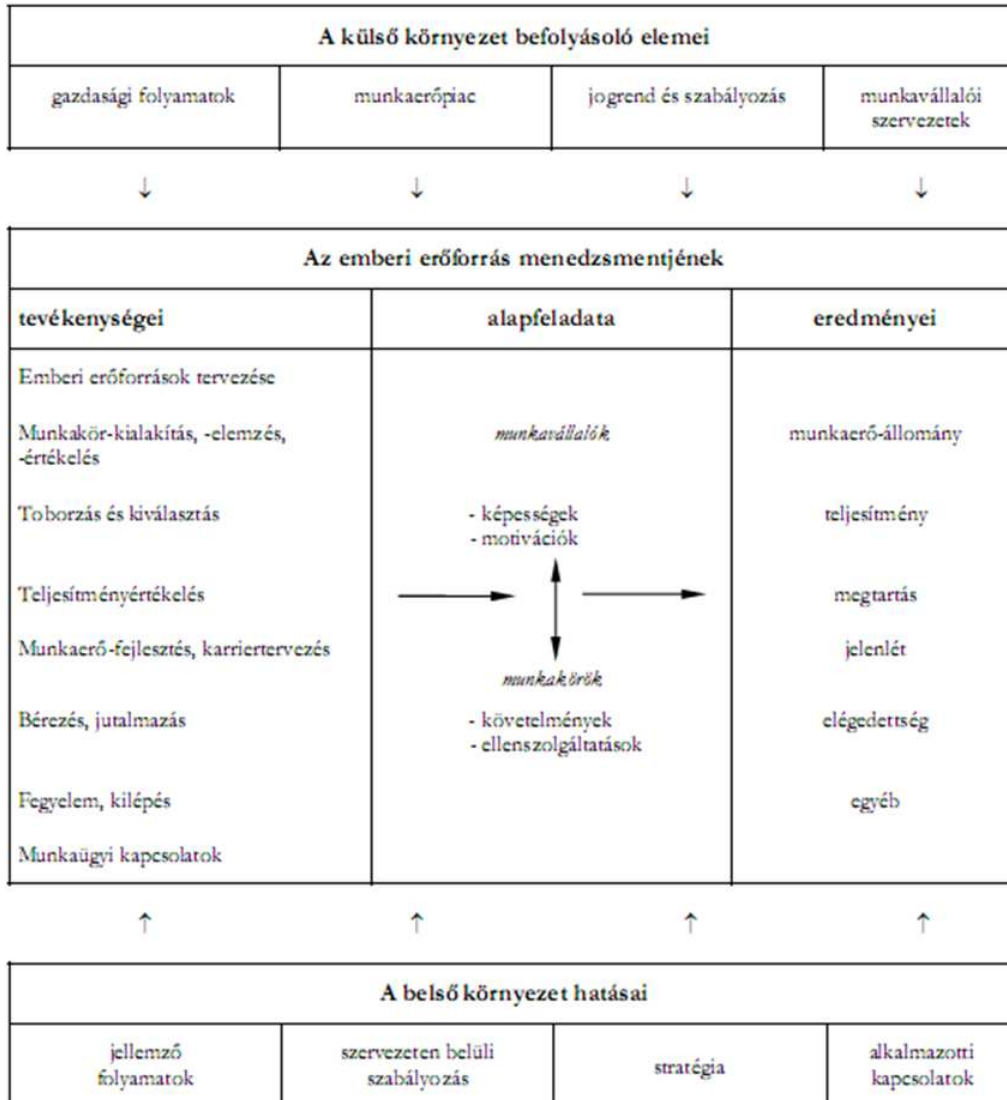 A külső környezet befolyásoló elemei
gazdasági folyamatok
munkaerőpiac
jogrend és szabályozás
munkavállalói
szervezetek
Az emberi erőforrás menedzsmentjének
tevékenységei
alapfeladata
eredményei
Emberi erőforrások tervezése
Munkakör-kialakítás, -elemzés,
-értékelés
Toborzás és kiválasztás
Teljesítményértékelés
Munkaerő-fejlesztés, karriertervezés
Bérezés, jutalmazás
Fegyelem, kilépés
Munkaügyi kapcsolatok
munkavállalók
- képességek
- motivációk
munkakörök
- követelmények
- ellenszolgáltatások
munkaerő-állomány
teljesítmény
megtartás
jelenlét
elégedettség
egyéb
A belső környezet hatásai
jellemző
folyamatok
szervezeten belüli
szabályozás
stratégia
alkalmazotti
kapcsolatok